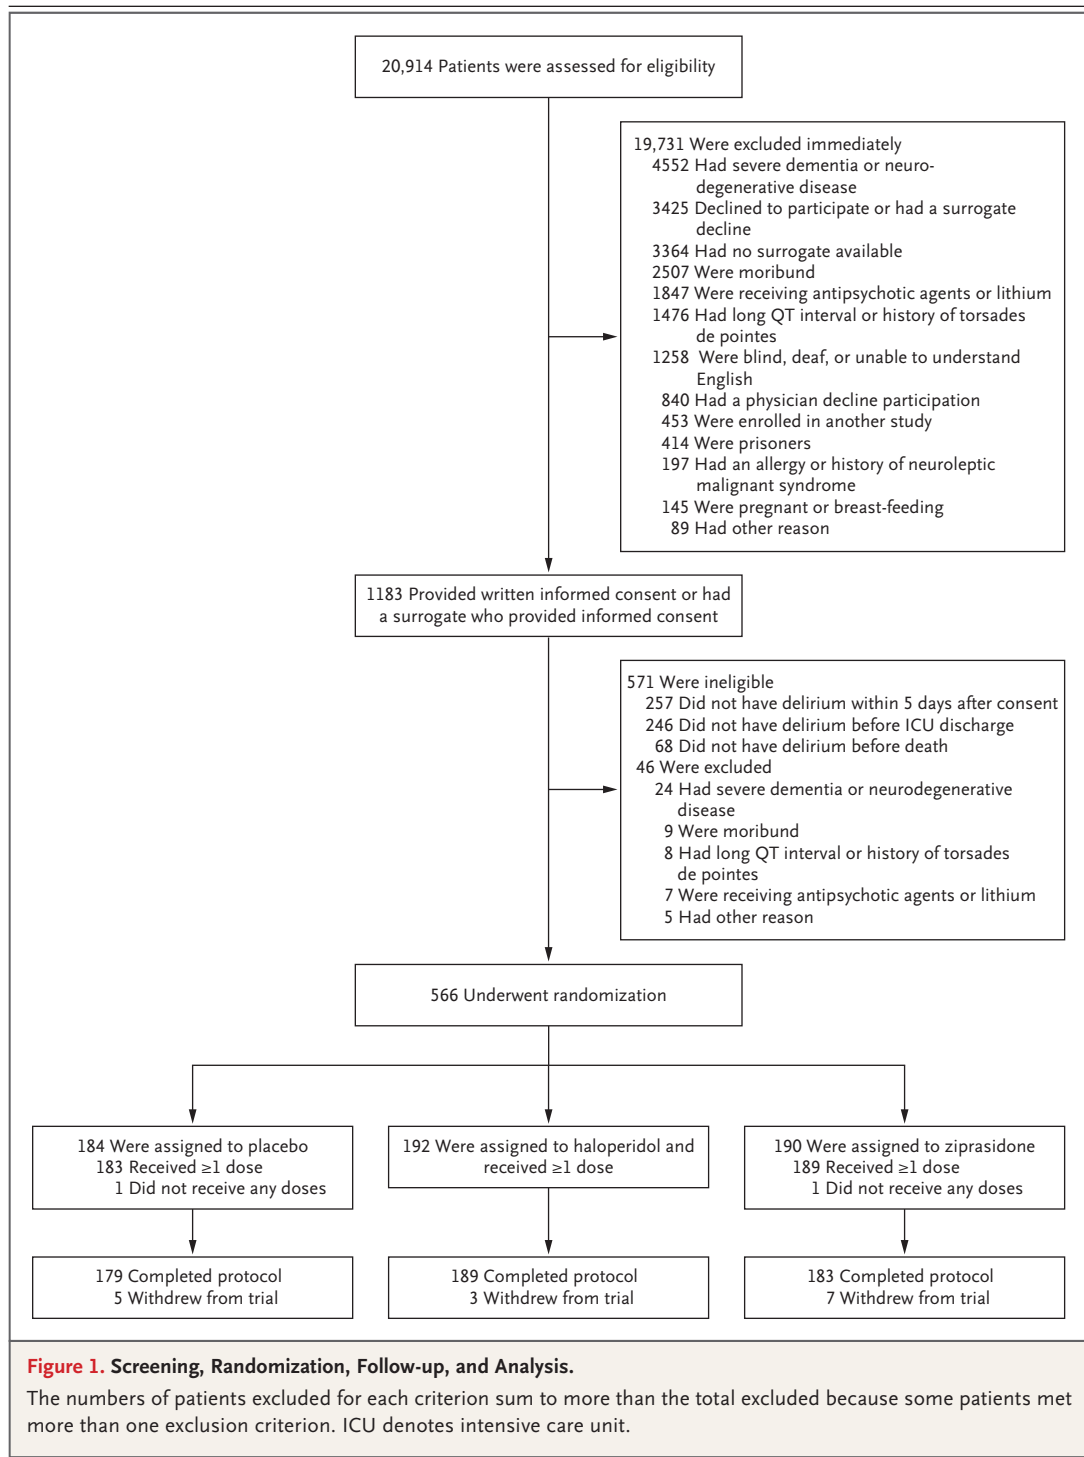 20,914 Patients were assessed for eligibility
19,731 Were excluded immediately
4552 Had severe dementia or neuro-
degenerative disease
3425 Declined to participate or had a surrogate
decline
3364 Had no surrogate available
2507 Were moribund
1847 Were receiving antipsychotic agents or lithium
1476 Had long QT interval or history of torsades
de pointes
1258 Were blind, deaf, or unable to understand
English
840 Had a physician decline participation
453 Were enrolled in another study
414 Were prisoners
197 Had an allergy or history of neuroleptic
malignant syndrome
145 Were pregnant or breast-feeding
89 Had other reason
1183 Provided written informed consent or had
a surrogate who provided informed consent
571 Were ineligible
257 Did not have delirium within 5 days after consent
246 Did not have delirium before ICU discharge
68 Did not have delirium before death
46 Were excluded
24 Had severe dementia or neurodegenerative
disease
9 Were moribund
8 Had long QT interval or history of torsades
de pointes
7 Were receiving antipsychotic agents or lithium
5 Had other reason
566 Underwent randomization
184 Were assigned to placebo
183 Received ≥1 dose
1 Did not receive any doses
192 Were assigned to haloperidol and
received ≥1 dose
190 Were assigned to ziprasidone
189 Received ≥1 dose
1 Did not receive any doses
179 Completed protocol
5 Withdrew from trial
189 Completed protocol
3 Withdrew from trial
183 Completed protocol
7 Withdrew from trial
Figure 1. Screening, Randomization, Follow-up, and Analysis.
The numbers of patients excluded for each criterion sum to more than the total excluded because some patients met
more than one exclusion criterion. ICU denotes intensive care unit.